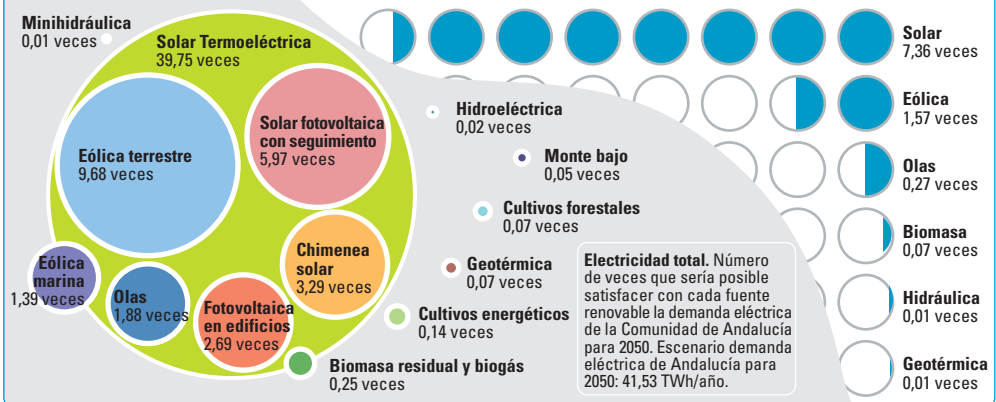 Minihidráulica
0,01 veces
Solar Termoeléctrica
39,75 veces
Eólica terrestre
9,68 veces
Solar fotovoltaica
con seguimiento
5,97 veces
Chimenea
solar
3,29 veces
Eólica
marina
1,39 veces
Olas
1,88 veces
Fotovoltaica
en edificios
2,69 veces
Biomasa residual y biogás
0,25 veces
Hidroeléctrica
0,02 veces
Monte bajo
0,05 veces
Cultivos forestales
0,07 veces
Geotérmica
0,07 veces
Cultivos energéticos
0,14 veces
Electricidad total. Número
de veces que sería posible
satisfacer con cada fuente
renovable la demanda eléctrica
de la Comunidad de Andalucía
para 2050. Escenario demanda
eléctrica de Andalucía para
2050: 41,53 TWh/año.
Solar
7,36 veces
Eólica
1,57 veces
Olas
0,27 veces
Biomasa
0,07 veces
Hidráulica
0,01 veces
Geotérmica
0,01 veces